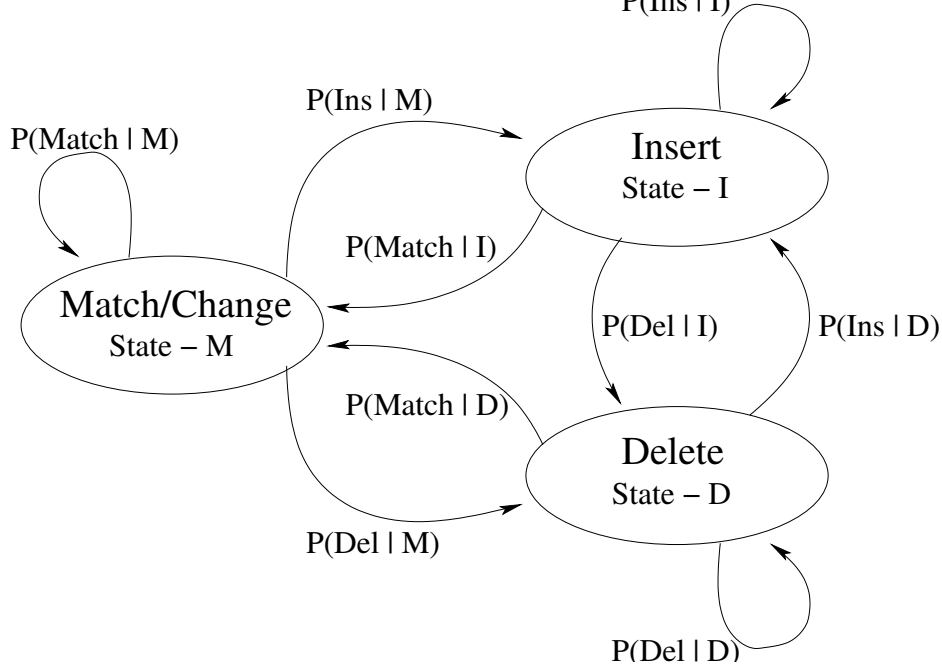 P(Ins | I)
P(Ins | M)
P(Match | M)
Insert
State – I
P(Match | I)
Match/Change
State – M
P(Del | I)
P(Ins | D)
P(Match | D)
Delete
State – D
P(Del | M)
P(Del | D)